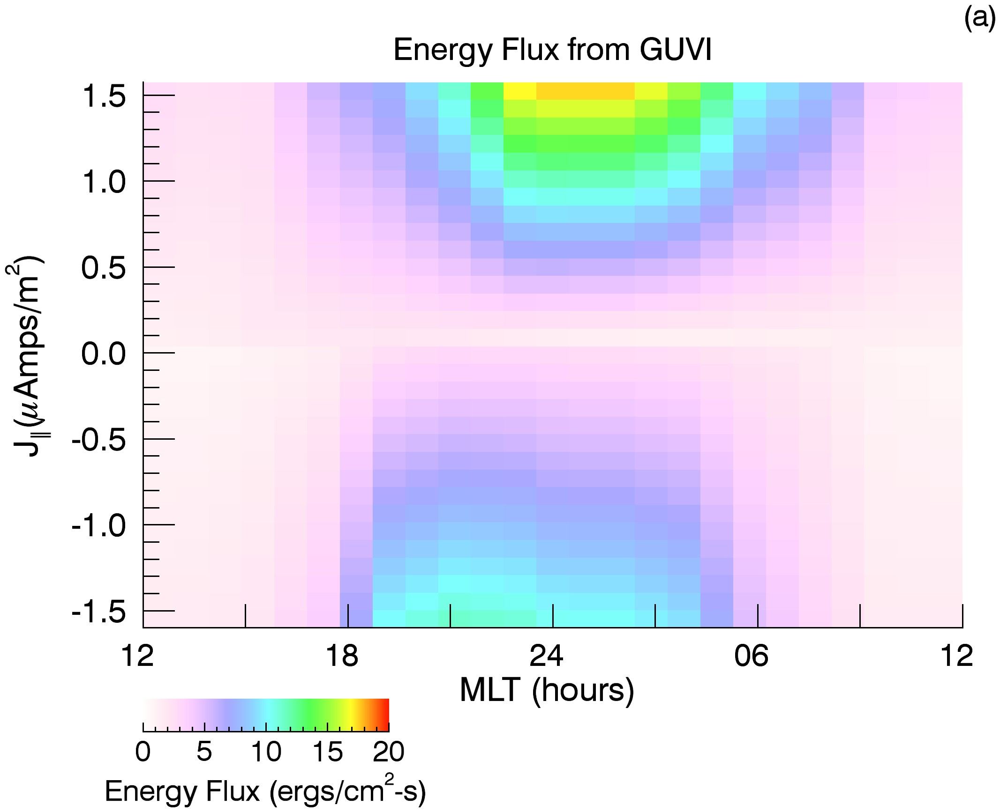 (a)
Energy Flux from GUVI
1.5
1.0
0.5
0.0
-0.5
-1.0
-1.5
J∥(μAmps/m²)
12 18 24 06 12
MLT (hours)
0 5 10 15 20
Energy Flux (ergs/cm²-s)